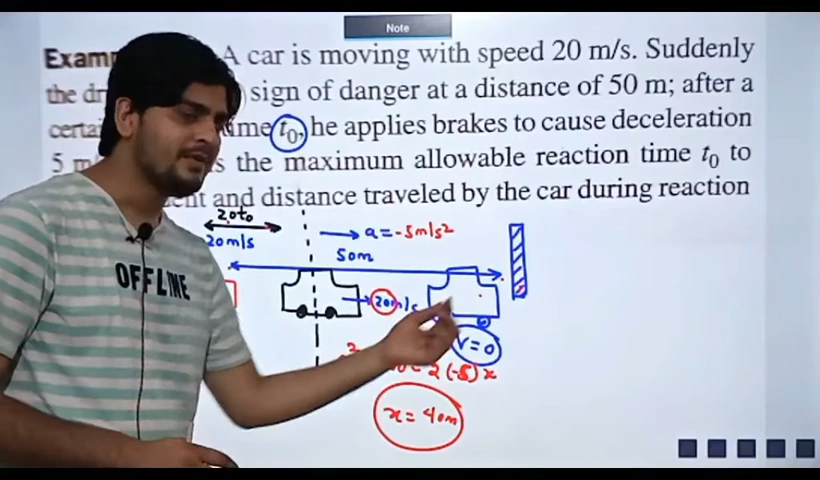 Note
Exam A car is moving with speed 20 m/s. Suddenly
the dr sign of danger at a distance of 50 m; after a
certa ime t₀, he applies brakes to cause deceleration
5 m s the maximum allowable reaction time t₀ to
ent and distance traveled by the car during reaction
20t₀
20m/s
→ a = -5m/s²
50m
20m/s
OFFLINE
v=0
2(-5)x
x = 40m